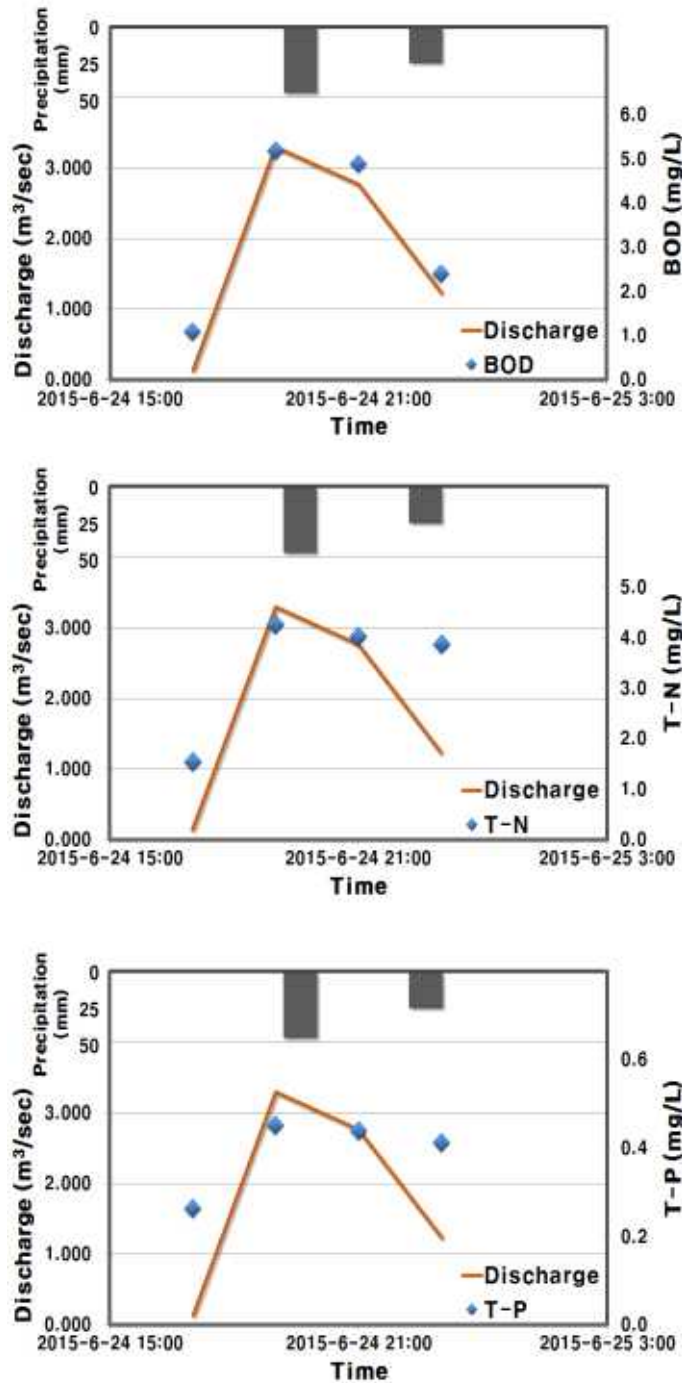 Precipitation
(mm)
0
25
50
Discharge (m³/sec)
3.000
2.000
1.000
0.000
6.0
5.0
4.0
3.0
2.0
1.0
0.0
BOD (mg/L)
Discharge
BOD
2015-6-24 15:00
2015-6-24 21:00
2015-6-25 3:00
Time
Precipitation
(mm)
0
25
50
Discharge (m³/sec)
3.000
2.000
1.000
0.000
5.0
4.0
3.0
2.0
1.0
0.0
T-N (mg/L)
Discharge
T-N
2015-6-24 15:00
2015-6-24 21:00
2015-6-25 3:00
Time
Precipitation
(mm)
0
25
50
Discharge (m³/sec)
3.000
2.000
1.000
0.000
0.6
0.4
0.2
0.0
T-P (mg/L)
Discharge
T-P
2015-6-24 15:00
2015-6-24 21:00
2015-6-25 3:00
Time